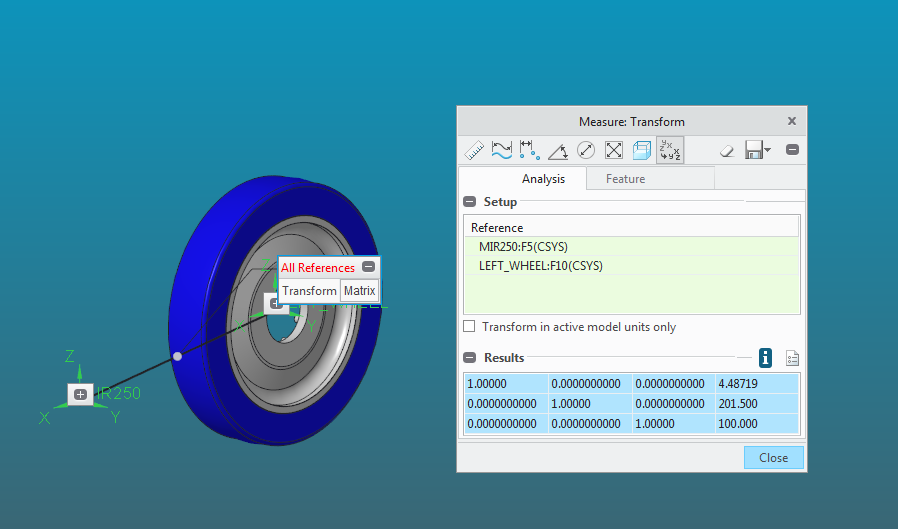 Measure: Transform
Analysis
Feature
Setup
Reference
MIR250:F5(CSYS)
LEFT_WHEEL:F10(CSYS)
Transform in active model units only
Results
1.00000 0.0000000000 0.0000000000 4.48719
0.0000000000 1.00000 0.0000000000 201.500
0.0000000000 0.0000000000 1.00000 100.000
Close
All References
Transform Matrix
Y
Z
IR250
X
Y